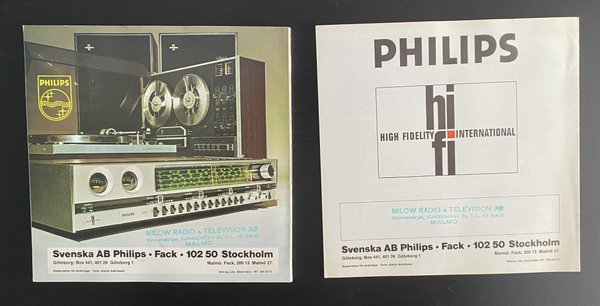 PHILIPS
PHILIPS
MILOW RADIO & TELEVISION AB
MALMÖ
Svenska AB Philips • Fack • 102 50 Stockholm
Göteborg: Box 441, 401 26 Göteborg 1
Malmö: Fack, 200 13 Malmö 27.
PHILIPS
hi
HIGH FIDELITY INTERNATIONAL
fi
MILOW RADIO & TELEVISION AB
MALMÖ
Svenska AB Philips • Fack • 102 50 Stockholm
Göteborg: Box 441, 401 26 Göteborg 1
Malmö: Fack, 200 13 Malmö 27.